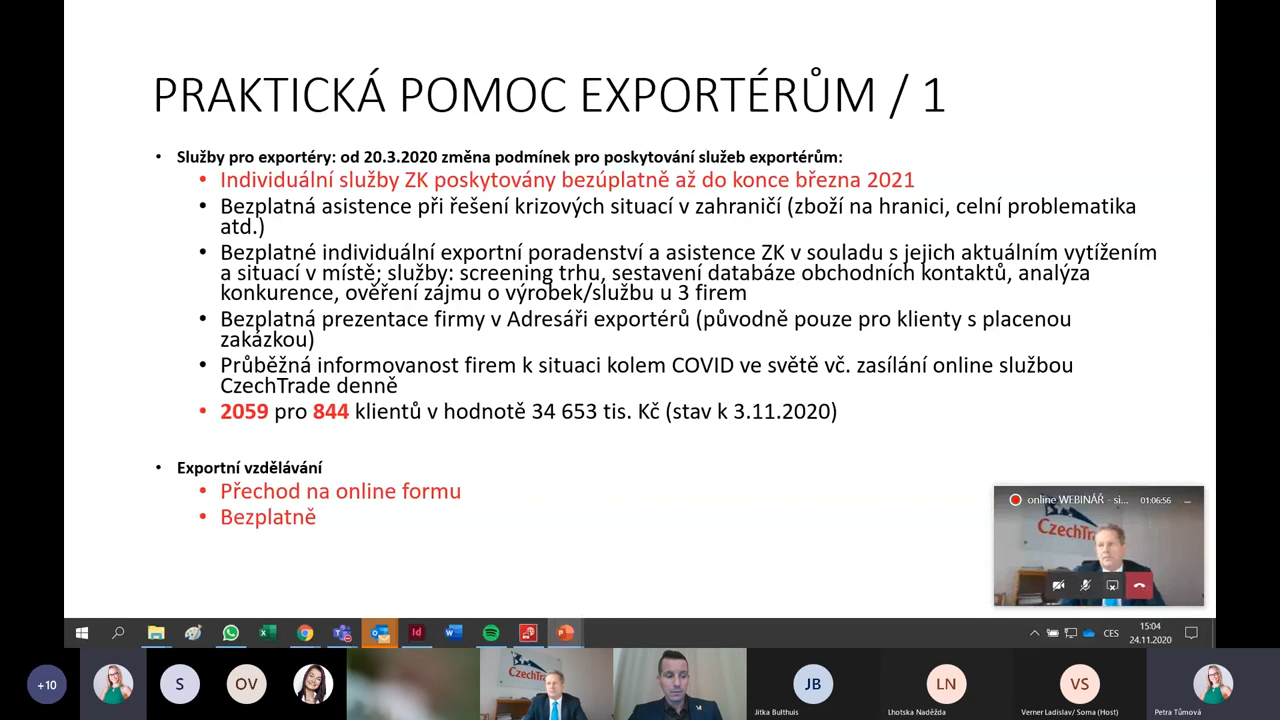 PRAKTICKÁ POMOC EXPORTÉRŮM / 1
• Služby pro exportéry: od 20.3.2020 změna podmínek pro poskytování služeb exportérům:
• Individuální služby ZK poskytovány bezúplatně až do konce března 2021
• Bezplatná asistence při řešení krizových situací v zahraničí (zboží na hranici, celní problematika
atd.)
• Bezplatné individuální exportní poradenství a asistence ZK v souladu s jejich aktuálním vytížením
a situací v místě; služby: screening trhu, sestavení databáze obchodních kontaktů, analýza
konkurence, ověření zájmu o výrobek/službu u 3 firem
• Bezplatná prezentace firmy v Adresáři exportérů (původně pouze pro klienty s placenou
zakázkou)
• Průběžná informovanost firem k situaci kolem COVID ve světě vč. zasílání online službou
CzechTrade denně
• 2059 pro 844 klientů v hodnotě 34 653 tis. Kč (stav k 3.11.2020)
• Exportní vzdělávání
• Přechod na online formu
• Bezplatně
online WEBINÁŘ - si... 01:06:56
CzechTra
CES
15:04
24.11.2020
+10
S
OV
CzechTrade
JB
Jitka Bulthuis
LN
Lhotska Naděžda
VS
Verner Ladislav/ Soma (Host)
Petra Tůmová